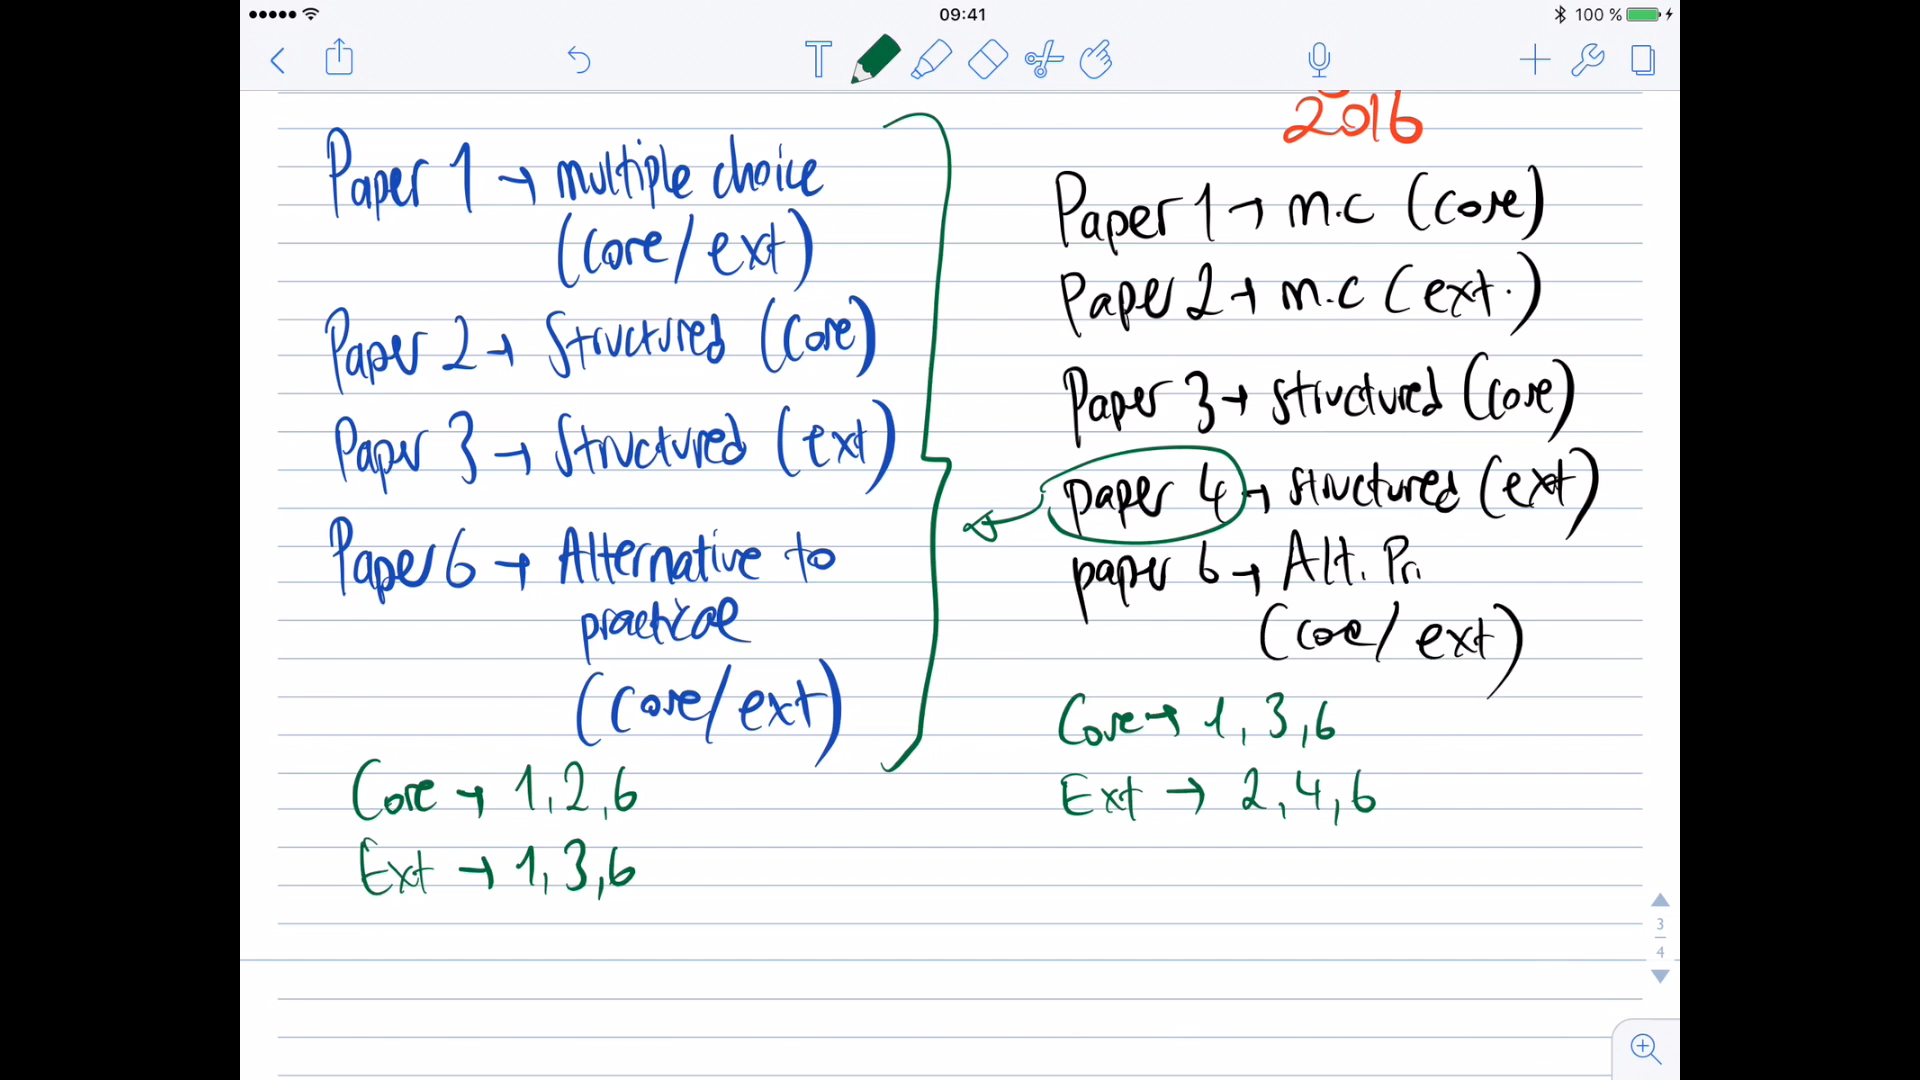 09:41
100 %
T
Paper 1 → multiple choice
(core/ext)
Paper 2 → Structured (core)
Paper 3 → Structured (ext)
Paper 6 → Alternative to
practical
(core/ext)
Core → 1,2,6
Ext → 1,3,6
2016
Paper 1 → m.c (core)
Paper 2 → m.c (ext.)
Paper 3 → structured (core)
paper 4 → structured (ext)
paper 6 → Alt. Pr.
(core/ext)
Core → 1,3,6
Ext → 2,4,6
3
4